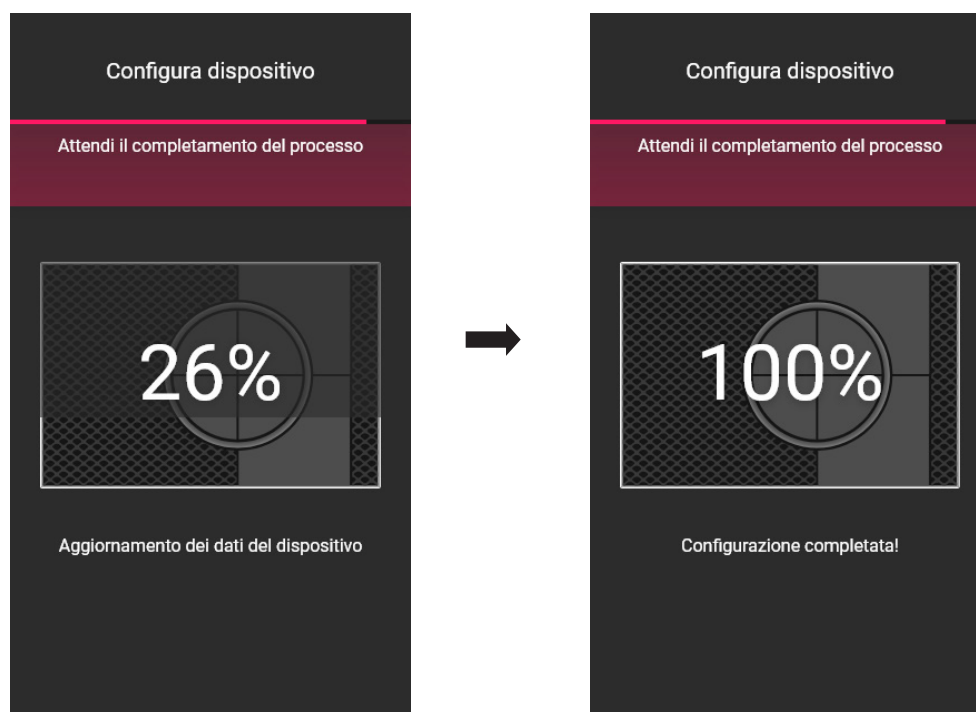 Configura dispositivo
Attendi il completamento del processo
26%
Aggiornamento dei dati del dispositivo
Configura dispositivo
Attendi il completamento del processo
100%
Configurazione completata!